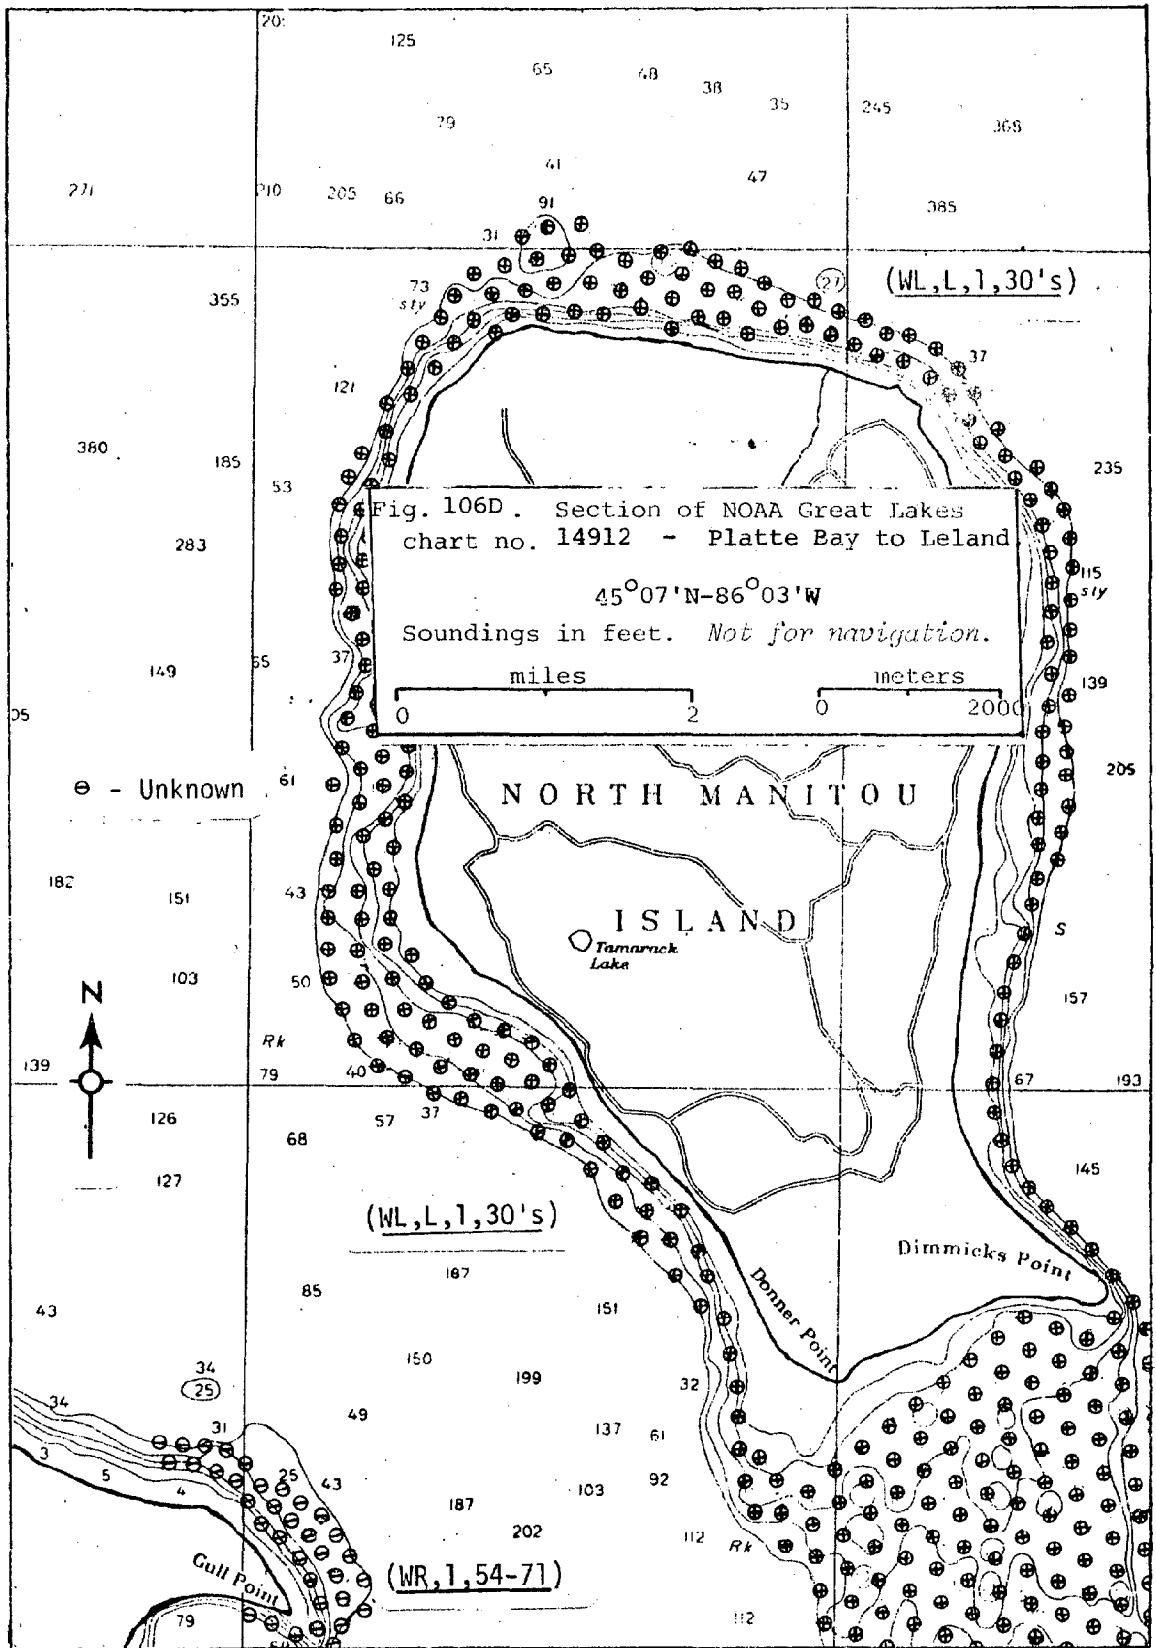 20
125
65 48 38 35 245
79 368
41
271 210 205 66 47
91 385
31
(27) (WL,L,1,30's)
73
sly
355
37
121
380 185 235
53
Fig. 106D. Section of NOAA Great Lakes
chart no. 14912 - Platte Bay to Leland
283
115
sly
45°07'N-86°03'W
Soundings in feet. Not for navigation.
149 65 37 139
miles meters
0 2 0 2000
05
205
⊖ - Unknown 61
NORTH MANITOU
182 151 43
ISLAND
S
Tamarack
Lake
103 50
N 157
Rk
139 79 40 67 193
57 37
126
68
127 145
(WL,L,1,30's)
Dimmicks Point
187
Donner Point
85
43 151
150
34 199 32
(25)
34 49
31 137 61
3 5 25 43 92
4 187 103
202 112 Rk
Gull Point
(WR,1,54-71)
79 112